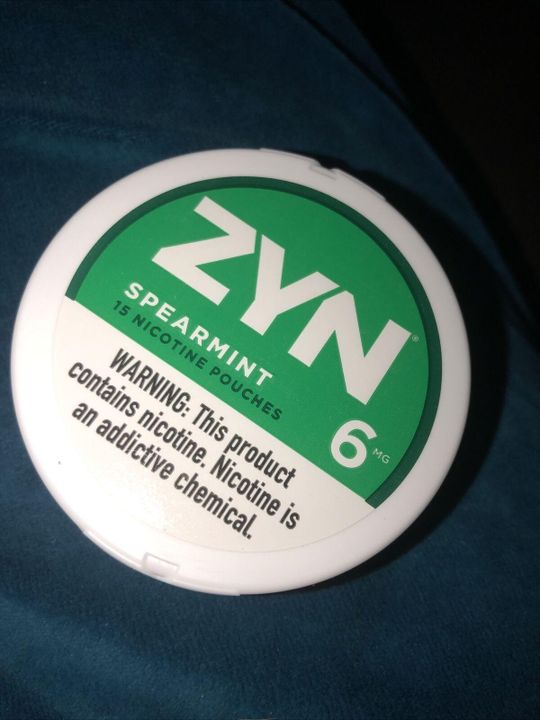 ZYN®
SPEARMINT
15 NICOTINE POUCHES
6 MG
WARNING: This product
contains nicotine. Nicotine is
an addictive chemical.